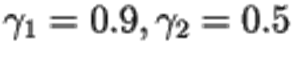 γ₁ = 0.9, γ₂ = 0.5